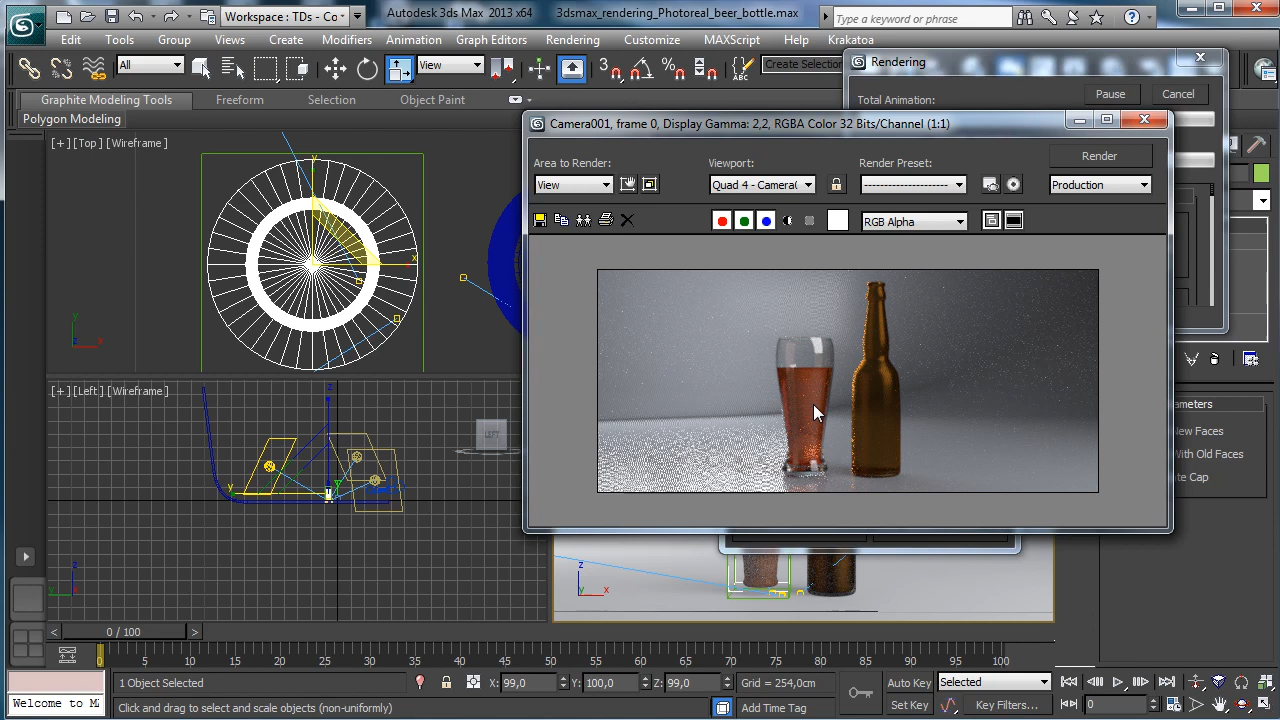 Workspace : TDs - Co
Autodesk 3ds Max 2013 x64
3dsmax_rendering_Photoreal_beer_bottle.max
Type a keyword or phrase
Edit
Tools
Group
Views
Create
Modifiers
Animation
Graph Editors
Rendering
Customize
MAXScript
Help
Krakatoa
All
View
Create Selection
Rendering
Graphite Modeling Tools
Freeform
Selection
Object Paint
Total Animation:
Pause
Cancel
Polygon Modeling
Camera001, frame 0, Display Gamma: 2,2, RGBA Color 32 Bits/Channel (1:1)
[ + ] [ Top ] [ Wireframe ]
Area to Render:
Viewport:
Render Preset:
Render
View
Quad 4 - Camera(
--------------------
Production
RGB Alpha
y
x
y
z
x
[ + ] [ Left ] [ Wireframe ]
z
LEFT
y
z
y
x
z
y
x
ameters
New Faces
With Old Faces
te Cap
< 0 / 100 >
0 5 10 15 20 25 30 35 40 45 50 55 60 65 70 75 80 85 90 95 100
1 Object Selected
X: 99,0
Y: 100,0
Z: 99,0
Grid = 254,0cm
Auto Key
Selected
Welcome to MA
Click and drag to select and scale objects (non-uniformly)
Add Time Tag
Set Key
Key Filters...
0